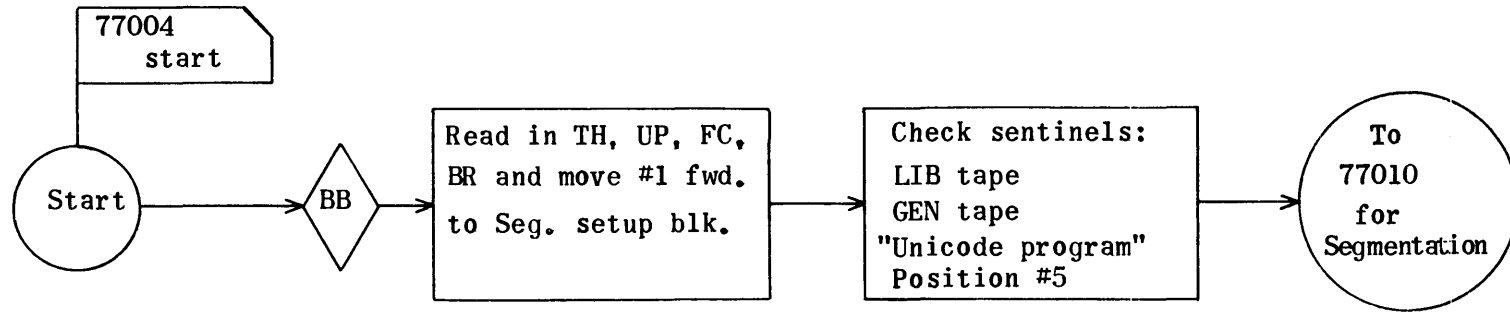 77004
start
Start
BB
Read in TH, UP, FC,
BR and move #1 fwd.
to Seg. setup blk.
Check sentinels:
LIB tape
GEN tape
"Unicode program"
Position #5
To
77010
for
Segmentation